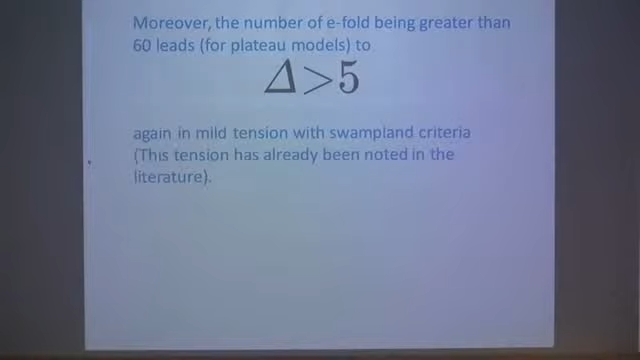 Moreover, the number of e-fold being greater than
60 leads (for plateau models) to
Δ>5
again in mild tension with swampland criteria
(This tension has already been noted in the
literature).